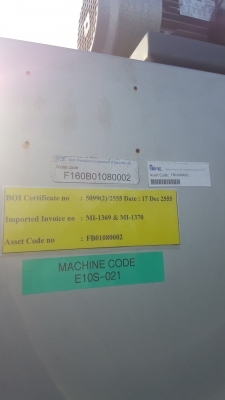 F160B01080002
BOI Certificate no : 5099(2)/2555 Date : 17 Dec 2555
Imported Invoice no : MI-1369 & MI-1370
Asset Code no : FB01080002
MACHINE CODE
E10S-021